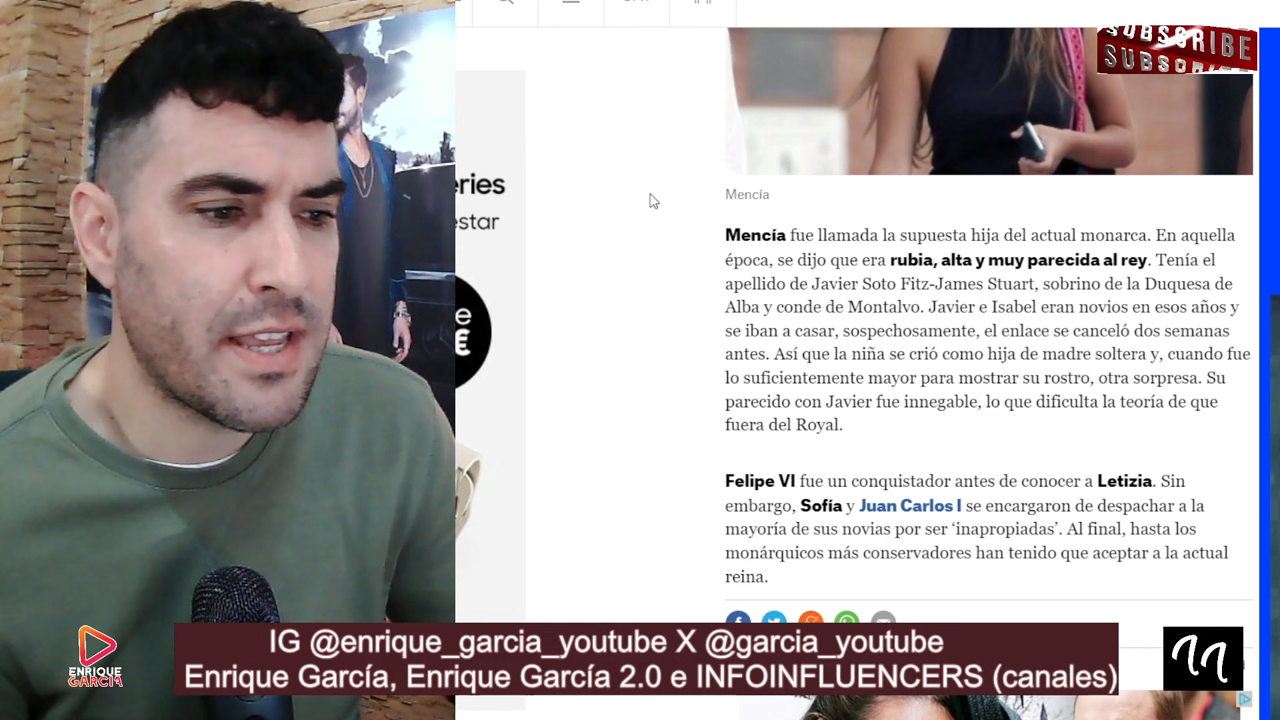 SUBSCRIBE
SUBSCRIBE
eries
estar
Mencía
Mencía fue llamada la supuesta hija del actual monarca. En aquella
época, se dijo que era rubia, alta y muy parecida al rey. Tenía el
apellido de Javier Soto Fitz-James Stuart, sobrino de la Duquesa de
Alba y conde de Montalvo. Javier e Isabel eran novios en esos años y
se iban a casar, sospechosamente, el enlace se canceló dos semanas
antes. Así que la niña se crió como hija de madre soltera y, cuando fue
lo suficientemente mayor para mostrar su rostro, otra sorpresa. Su
parecido con Javier fue innegable, lo que dificulta la teoría de que
fuera del Royal.
Felipe VI fue un conquistador antes de conocer a Letizia. Sin
embargo, Sofía y Juan Carlos I se encargaron de despachar a la
mayoría de sus novias por ser ‘inapropiadas’. Al final, hasta los
monárquicos más conservadores han tenido que aceptar a la actual
reina.
IG @enrique_garcia_youtube X @garcia_youtube
Enrique García, Enrique García 2.0 e INFOINFLUENCERS (canales)
ENRIQUE
GARCÍA